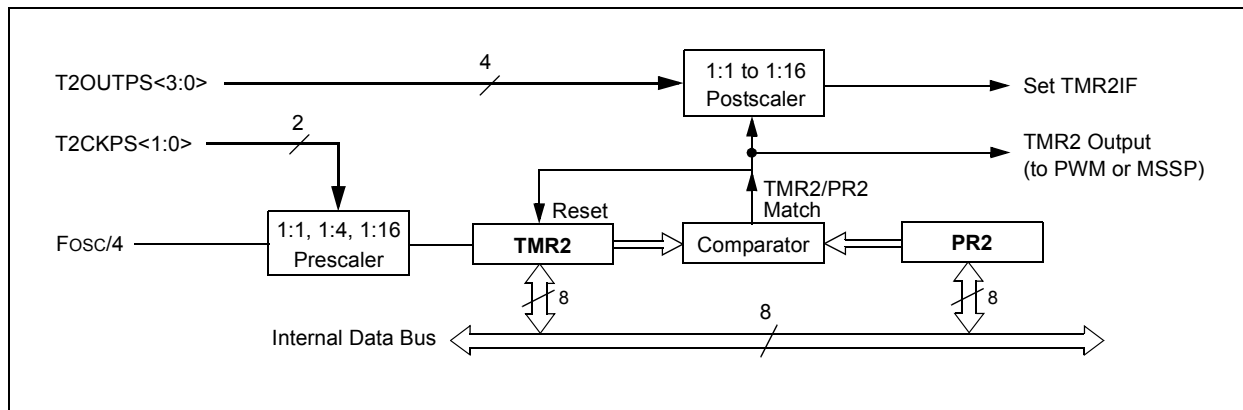 T2OUTPS<3:0>
4
1:1 to 1:16
Postscaler
Set TMR2IF
T2CKPS<1:0>
2
TMR2 Output
(to PWM or MSSP)
TMR2/PR2
Match
Reset
FOSC/4
1:1, 1:4, 1:16
Prescaler
TMR2
Comparator
PR2
8
8
8
Internal Data Bus